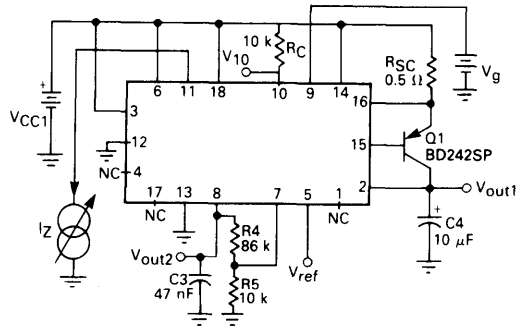 10 k
RC
V10
RSC
0.5 Ω
Vg
+
VCC1
6
11
18
10
9
14
3
16
12
15
Q1
BD242SP
NC
4
2
Vout1
17
13
8
7
5
1
NC
NC
+
C4
10 µF
IZ
R4
86 k
Vout2
C3
47 nF
R5
10 k
Vref